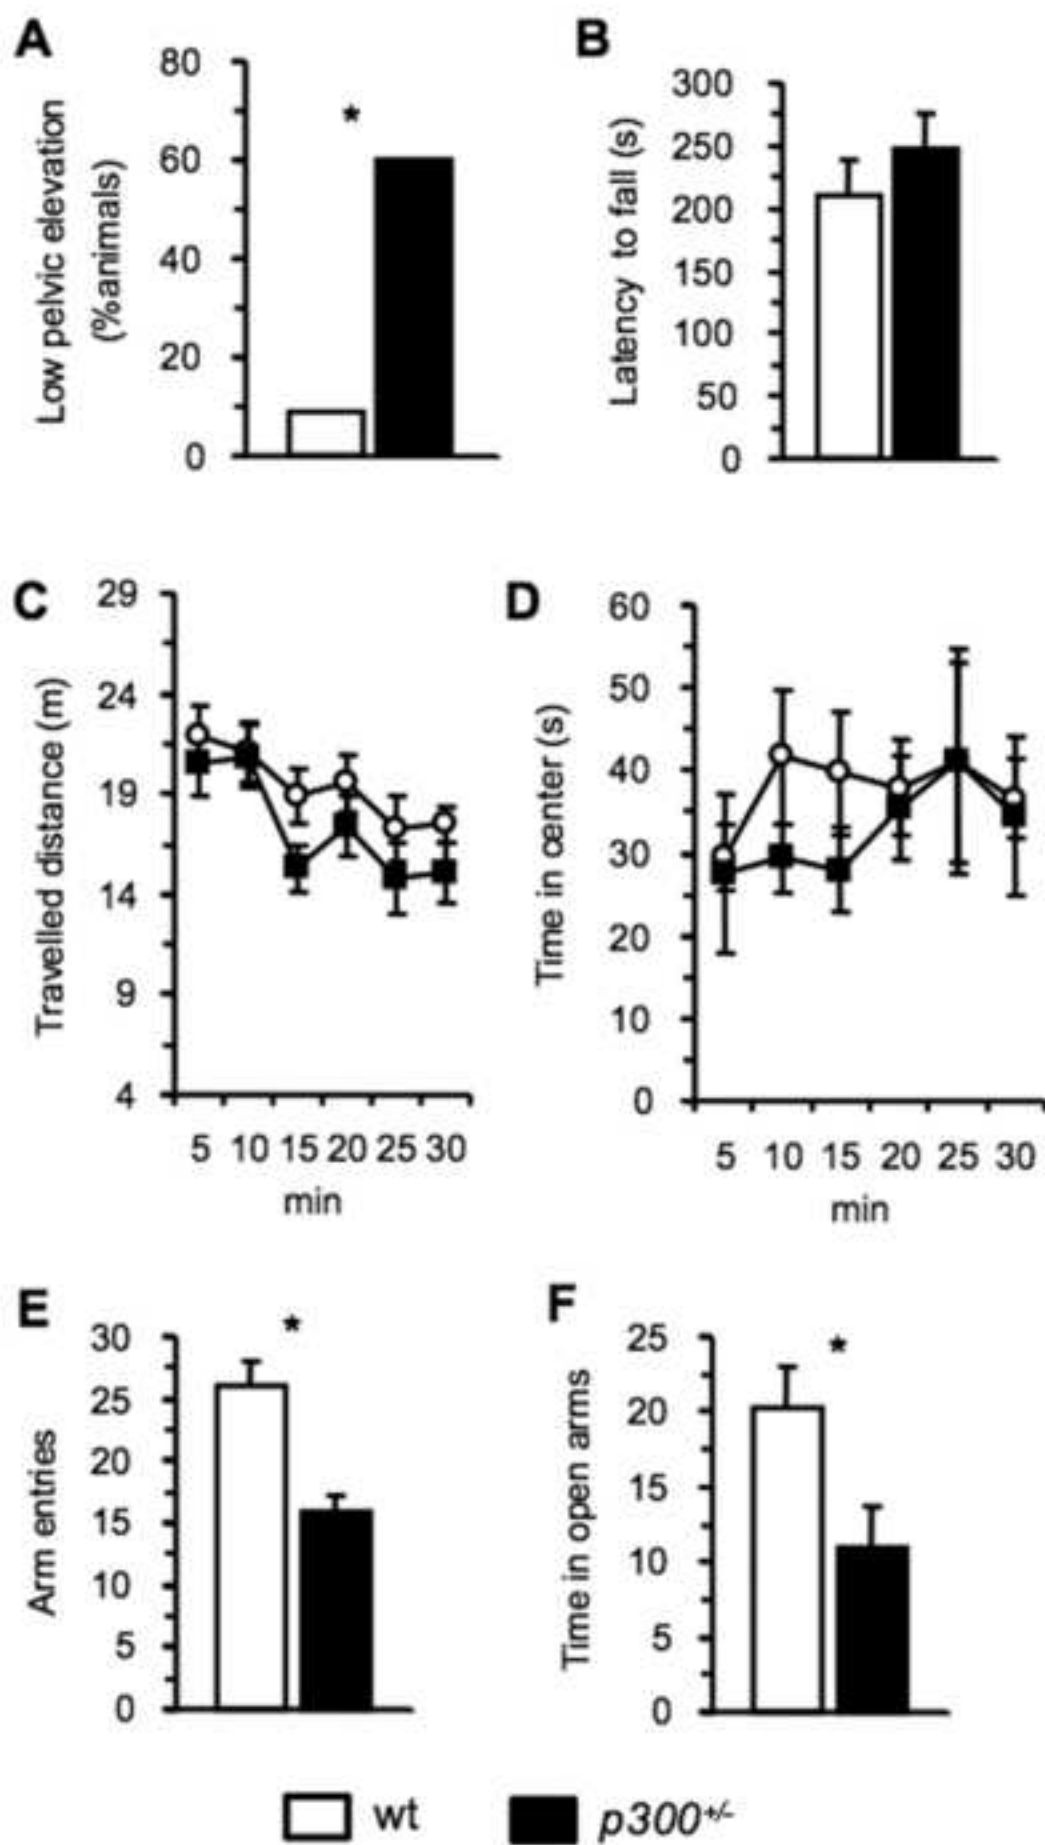 A
Low pelvic elevation
(%animals)
80
60
40
20
0
*
B
Latency to fall (s)
300
250
200
150
100
50
0
C
Travelled distance (m)
29
24
19
14
9
4
5 10 15 20 25 30
min
D
Time in center (s)
60
50
40
30
20
10
0
5 10 15 20 25 30
min
E
Arm entries
30
25
20
15
10
5
0
*
F
Time in open arms
25
20
15
10
5
0
*
wt p300+/-